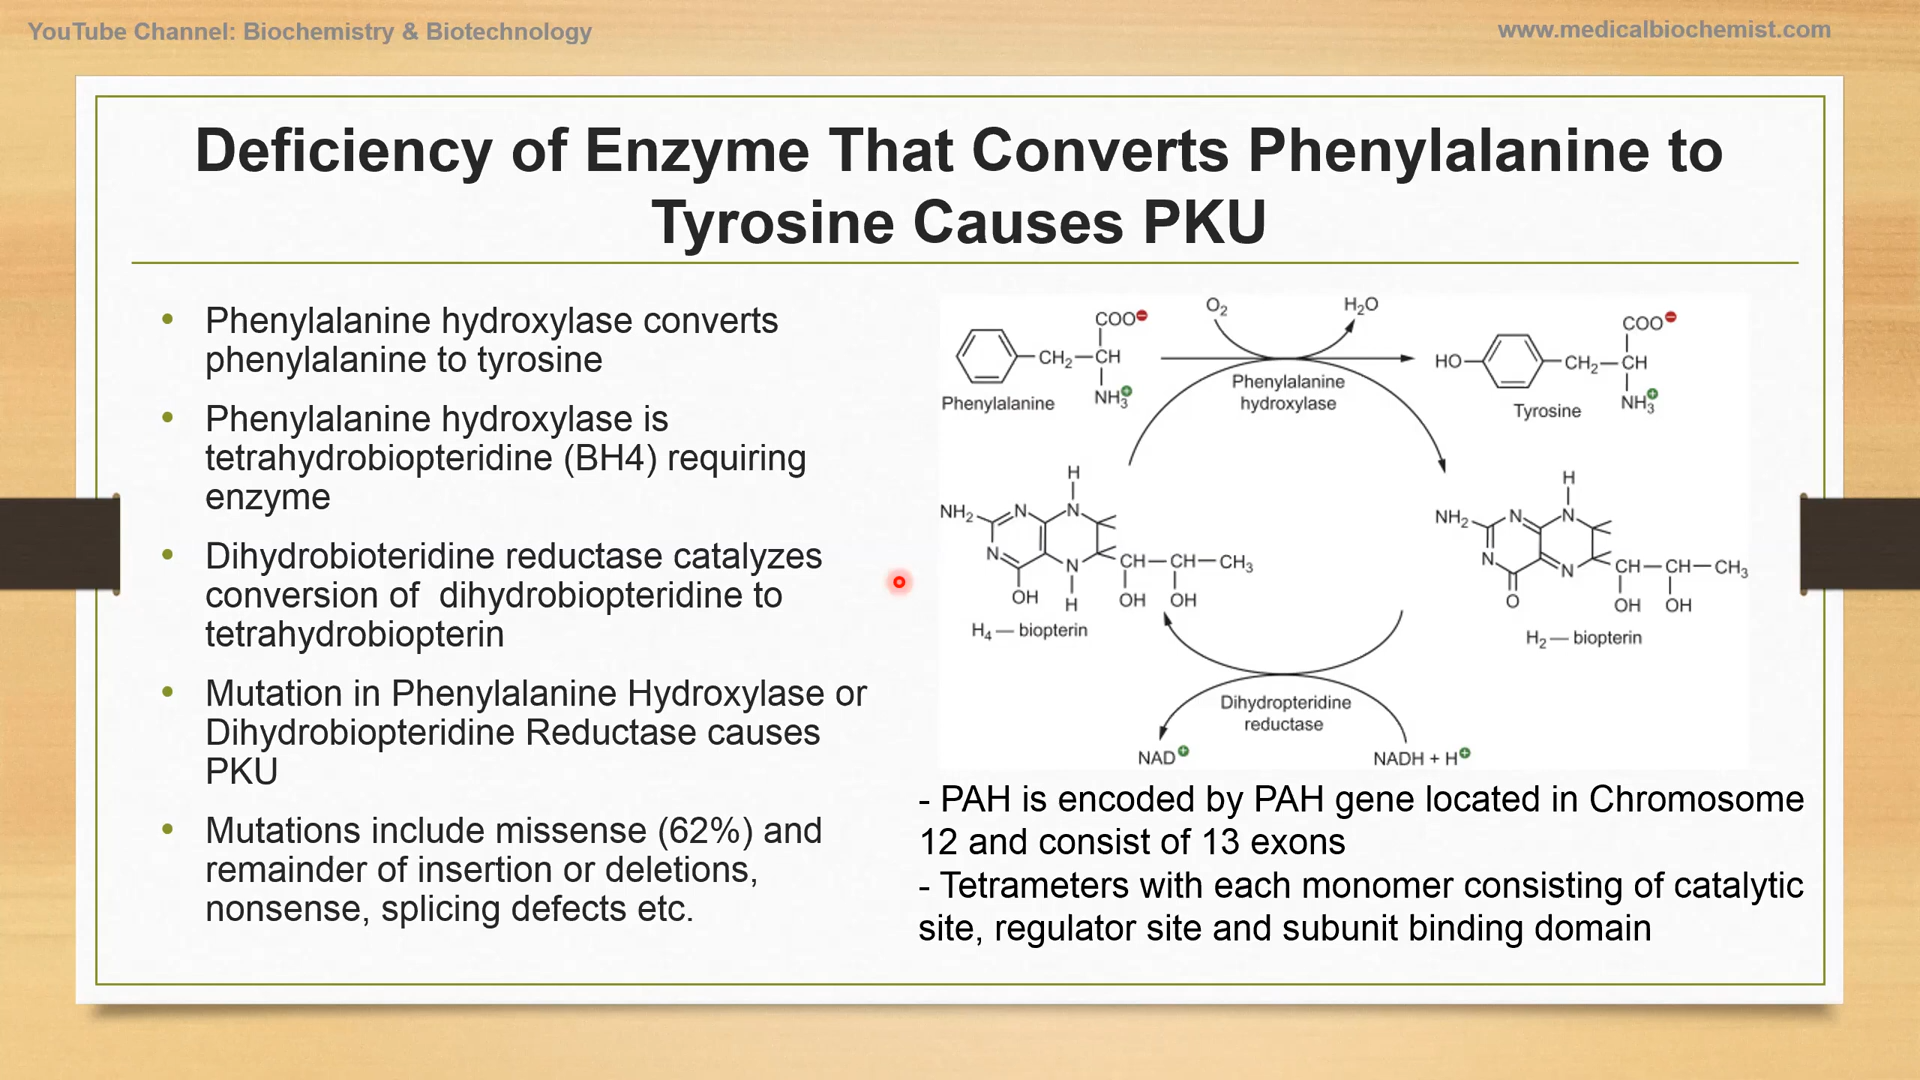 YouTube Channel: Biochemistry & Biotechnology
www.medicalbiochemist.com
Deficiency of Enzyme That Converts Phenylalanine to
Tyrosine Causes PKU
• Phenylalanine hydroxylase converts
phenylalanine to tyrosine
• Phenylalanine hydroxylase is
tetrahydrobiopteridine (BH4) requiring
enzyme
• Dihydrobioteridine reductase catalyzes
conversion of  dihydrobiopteridine to
tetrahydrobiopterin
• Mutation in Phenylalanine Hydroxylase or
Dihydrobiopteridine Reductase causes
PKU
• Mutations include missense (62%) and
remainder of insertion or deletions,
nonsense, splicing defects etc.
O₂ H₂O
COO⊖
CH₂—CH
NH₃⊕
Phenylalanine
Phenylalanine
hydroxylase
COO⊖
HO CH₂—CH
NH₃⊕
Tyrosine
H
NH₂ N N
N N CH—CH—CH₃
OH H OH OH
H₄—biopterin
H
NH₂ N N
N N CH—CH—CH₃
O OH OH
H₂—biopterin
Dihydropteridine
reductase
NAD⊕ NADH + H⊕
- PAH is encoded by PAH gene located in Chromosome
12 and consist of 13 exons
- Tetrameters with each monomer consisting of catalytic
site, regulator site and subunit binding domain